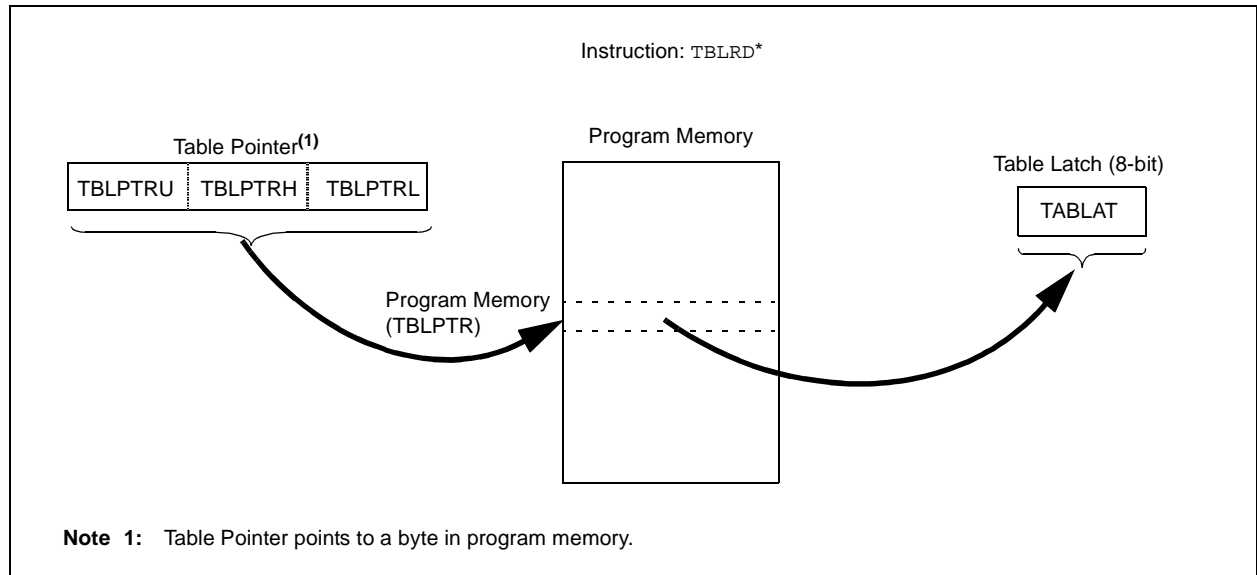 Instruction: TBLRD*
Table Pointer(1)
TBLPTRU TBLPTRH TBLPTRL
Program Memory
Table Latch (8-bit)
TABLAT
Program Memory
(TBLPTR)
Note 1: Table Pointer points to a byte in program memory.